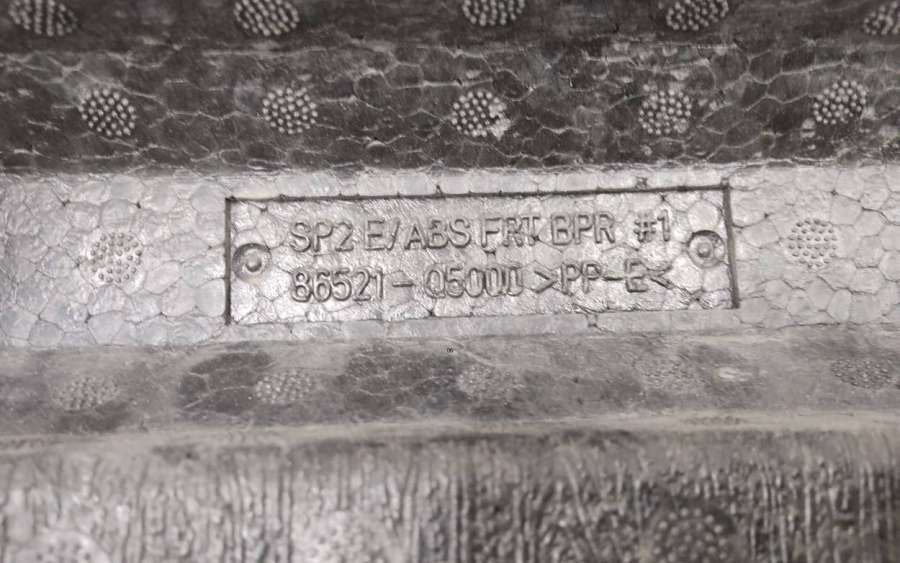 SP2 E/ABS FRT BPR #1
86521-Q5000 >PP-E<